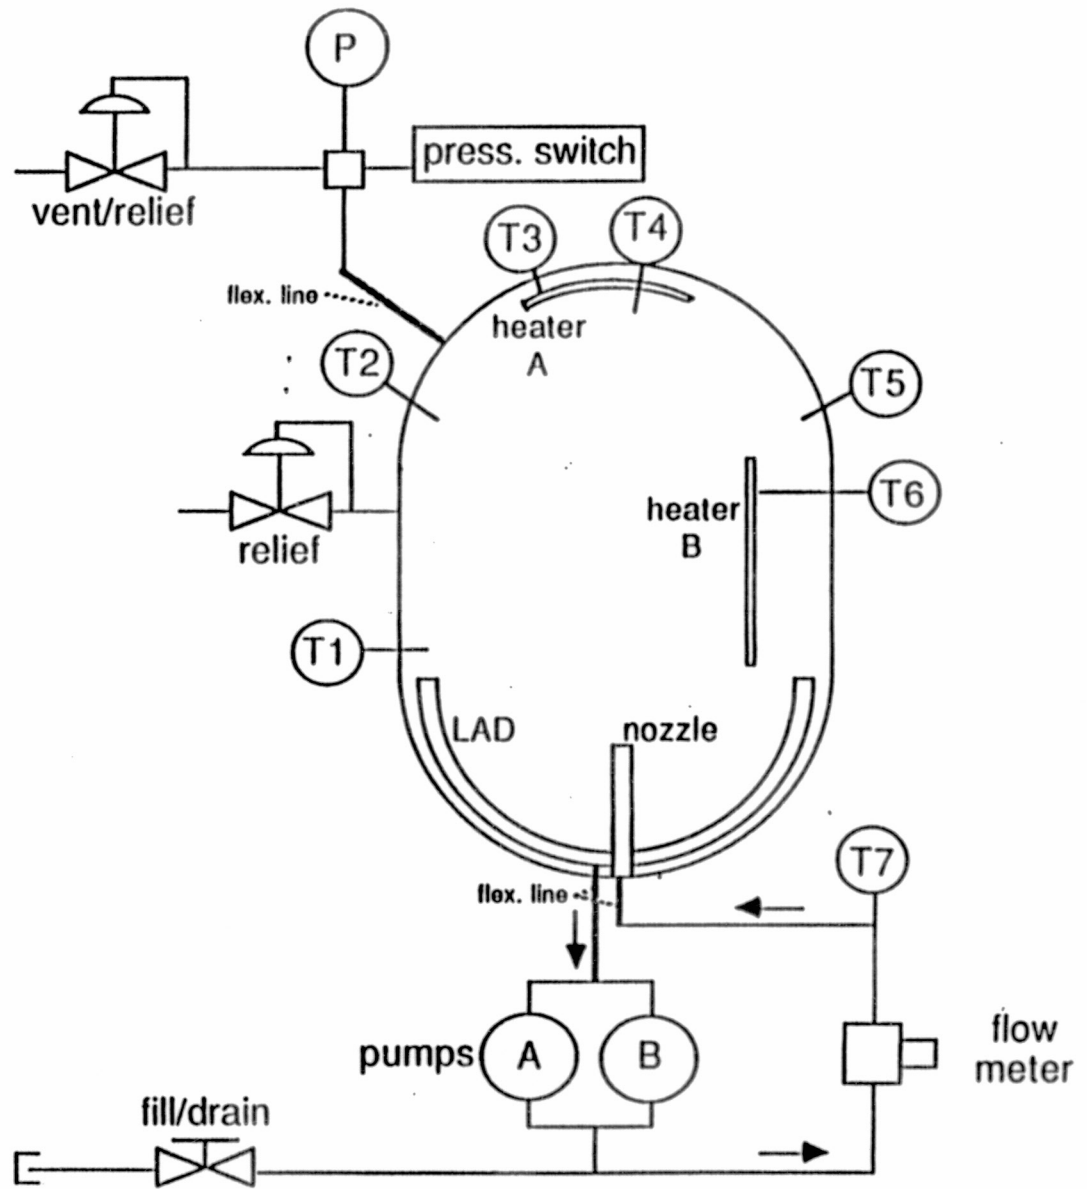 P
press. switch
vent/relief
T3
T4
flex. line
heater
A
T2
T5
heater
B
T6
relief
T1
LAD
nozzle
T7
flex. line
pumps
A
B
flow
meter
fill/drain